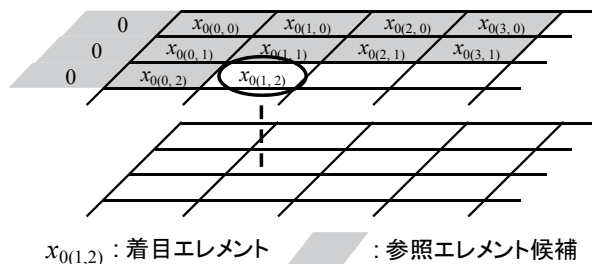 0 x0(0, 0) x0(1, 0) x0(2, 0) x0(3, 0)
0 x0(0, 1) x0(1, 1) x0(2, 1) x0(3, 1)
0 x0(0, 2) x0(1, 2)
x0(1,2) : 着目エレメント : 参照エレメント候補